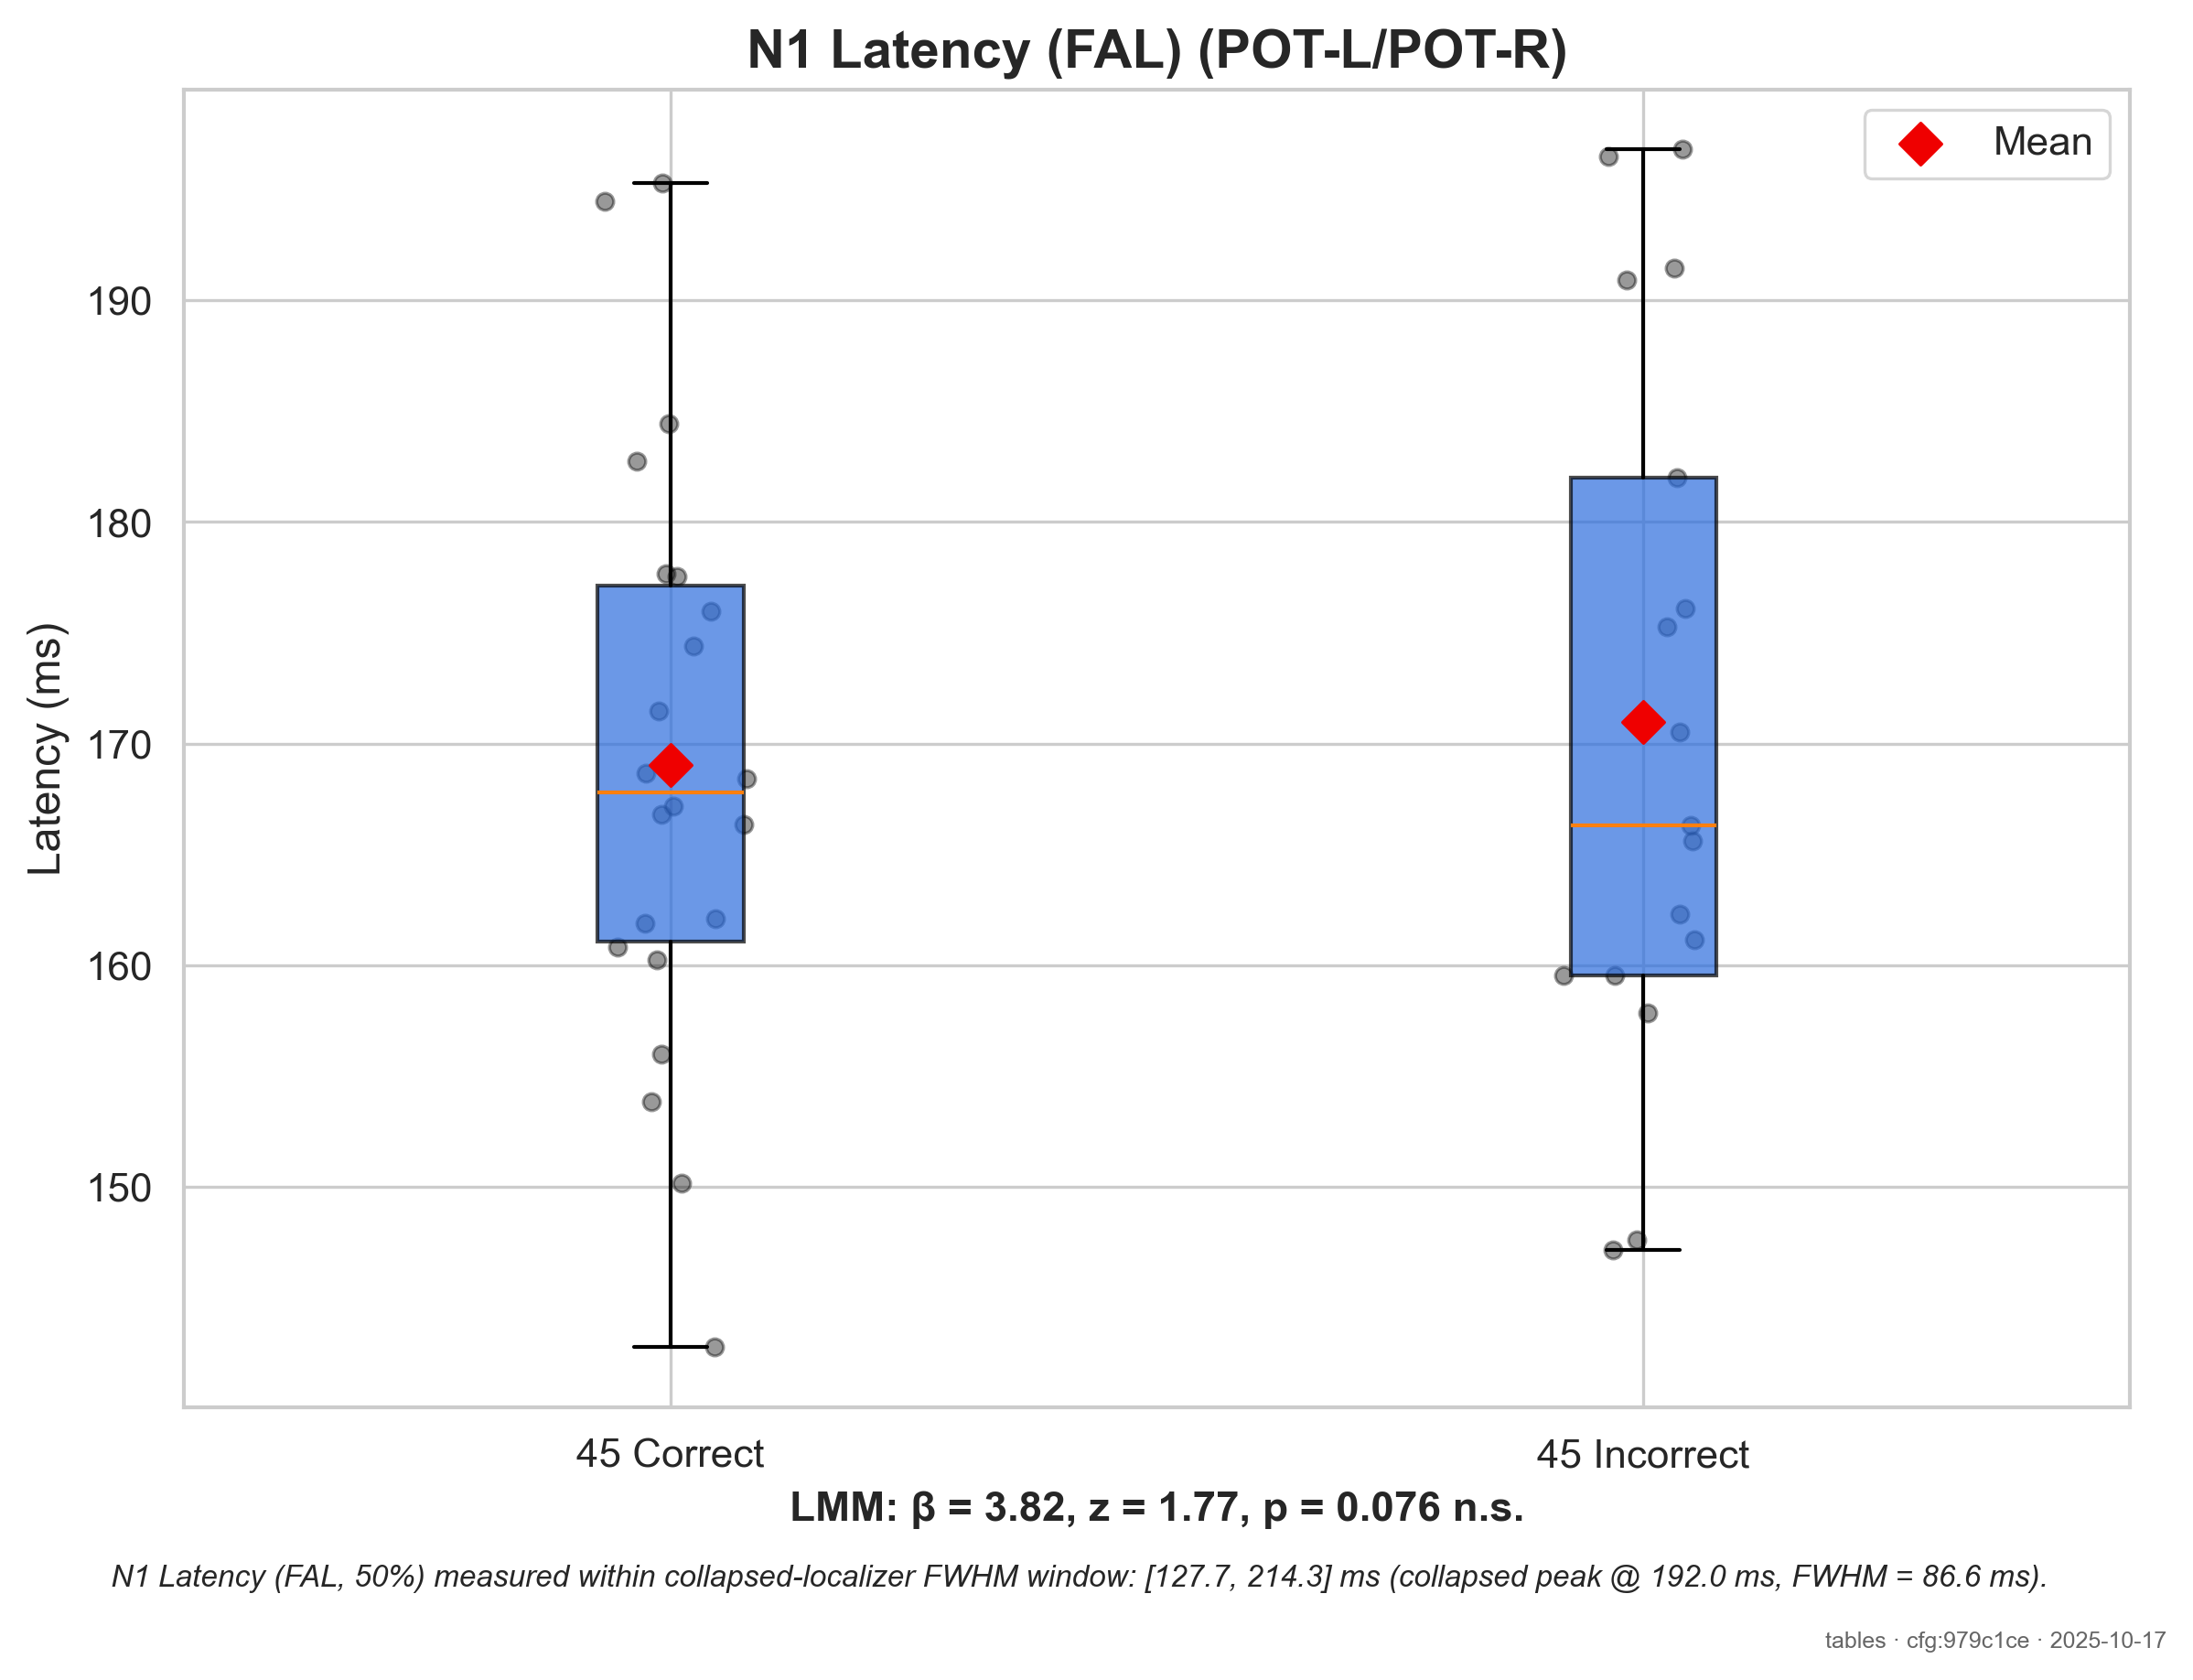 N1 Latency (FAL) (POT-L/POT-R)
Mean
Latency (ms)
190
180
170
160
150
45 Correct
45 Incorrect
LMM: β = 3.82, z = 1.77, p = 0.076 n.s.
N1 Latency (FAL, 50%) measured within collapsed-localizer FWHM window: [127.7, 214.3] ms (collapsed peak @ 192.0 ms, FWHM = 86.6 ms).
tables · cfg:979c1ce · 2025-10-17